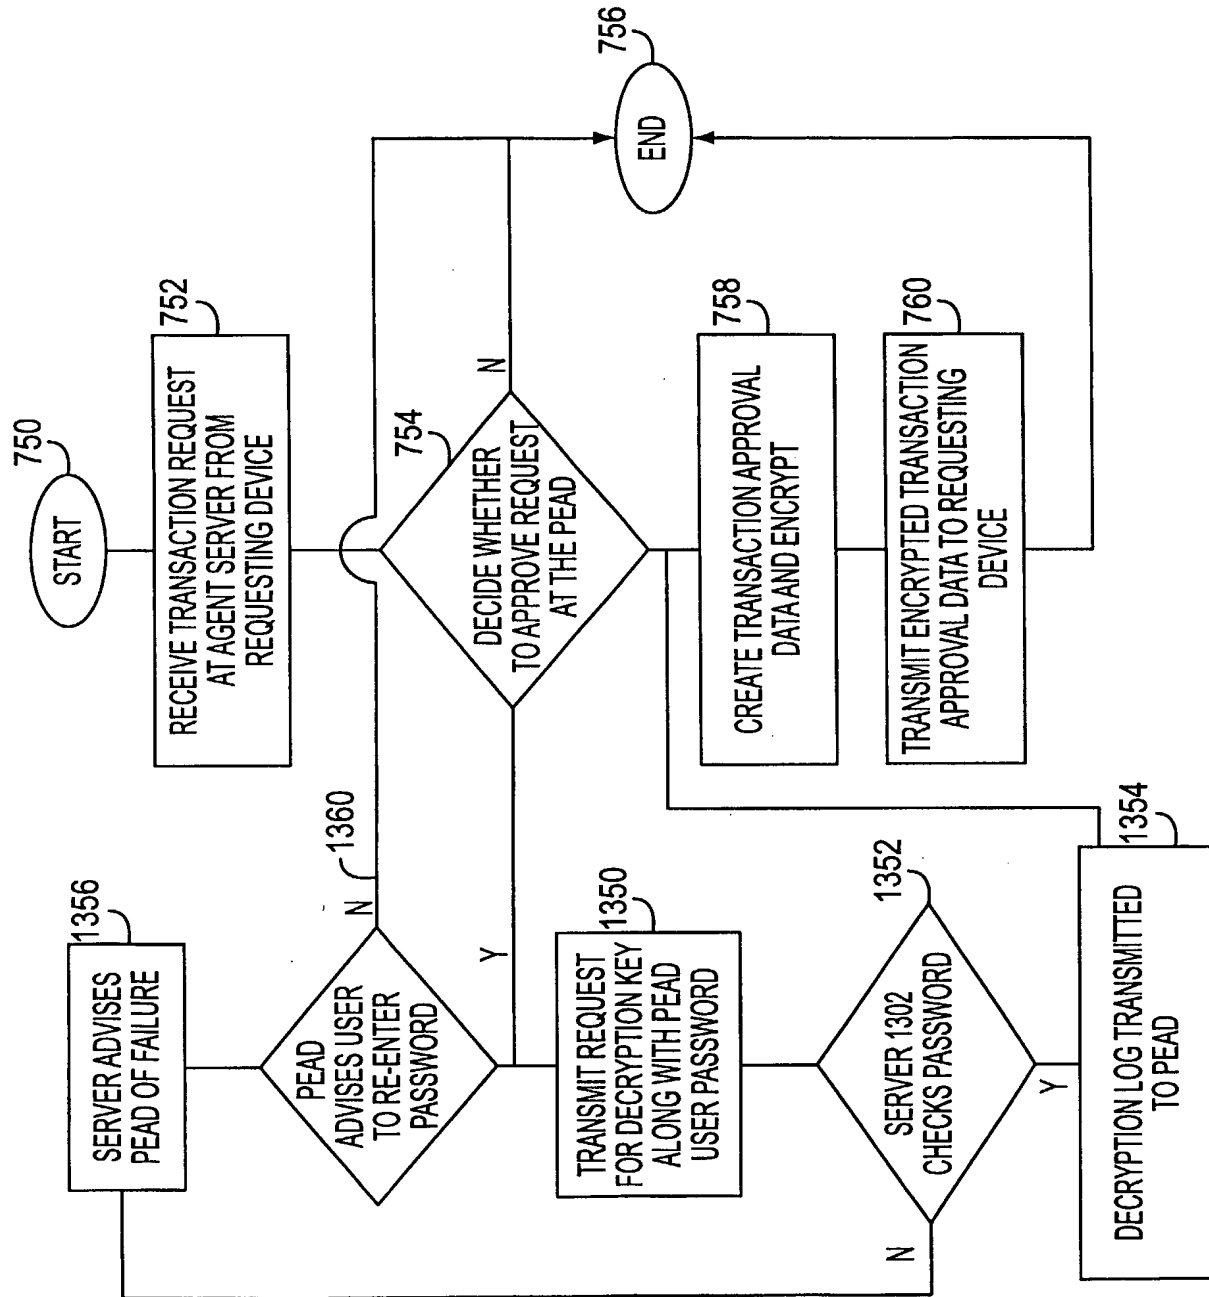 750
START
752
RECEIVE TRANSACTION REQUEST
AT AGENT SERVER FROM
REQUESTING DEVICE
754
DECIDE WHETHER
TO APPROVE REQUEST
AT THE PEAD
N
Y
756
END
758
CREATE TRANSACTION APPROVAL
DATA AND ENCRYPT
760
TRANSMIT ENCRYPTED TRANSACTION
APPROVAL DATA TO REQUESTING
DEVICE
1356
SERVER ADVISES
PEAD OF FAILURE
1360
N
PEAD
ADVISES USER
TO RE-ENTER
PASSWORD
1350
TRANSMIT REQUEST
FOR DECRYPTION KEY
ALONG WITH PEAD
USER PASSWORD
1352
SERVER 1302
CHECKS PASSWORD
N
Y
1354
DECRYPTION LOG TRANSMITTED
TO PEAD